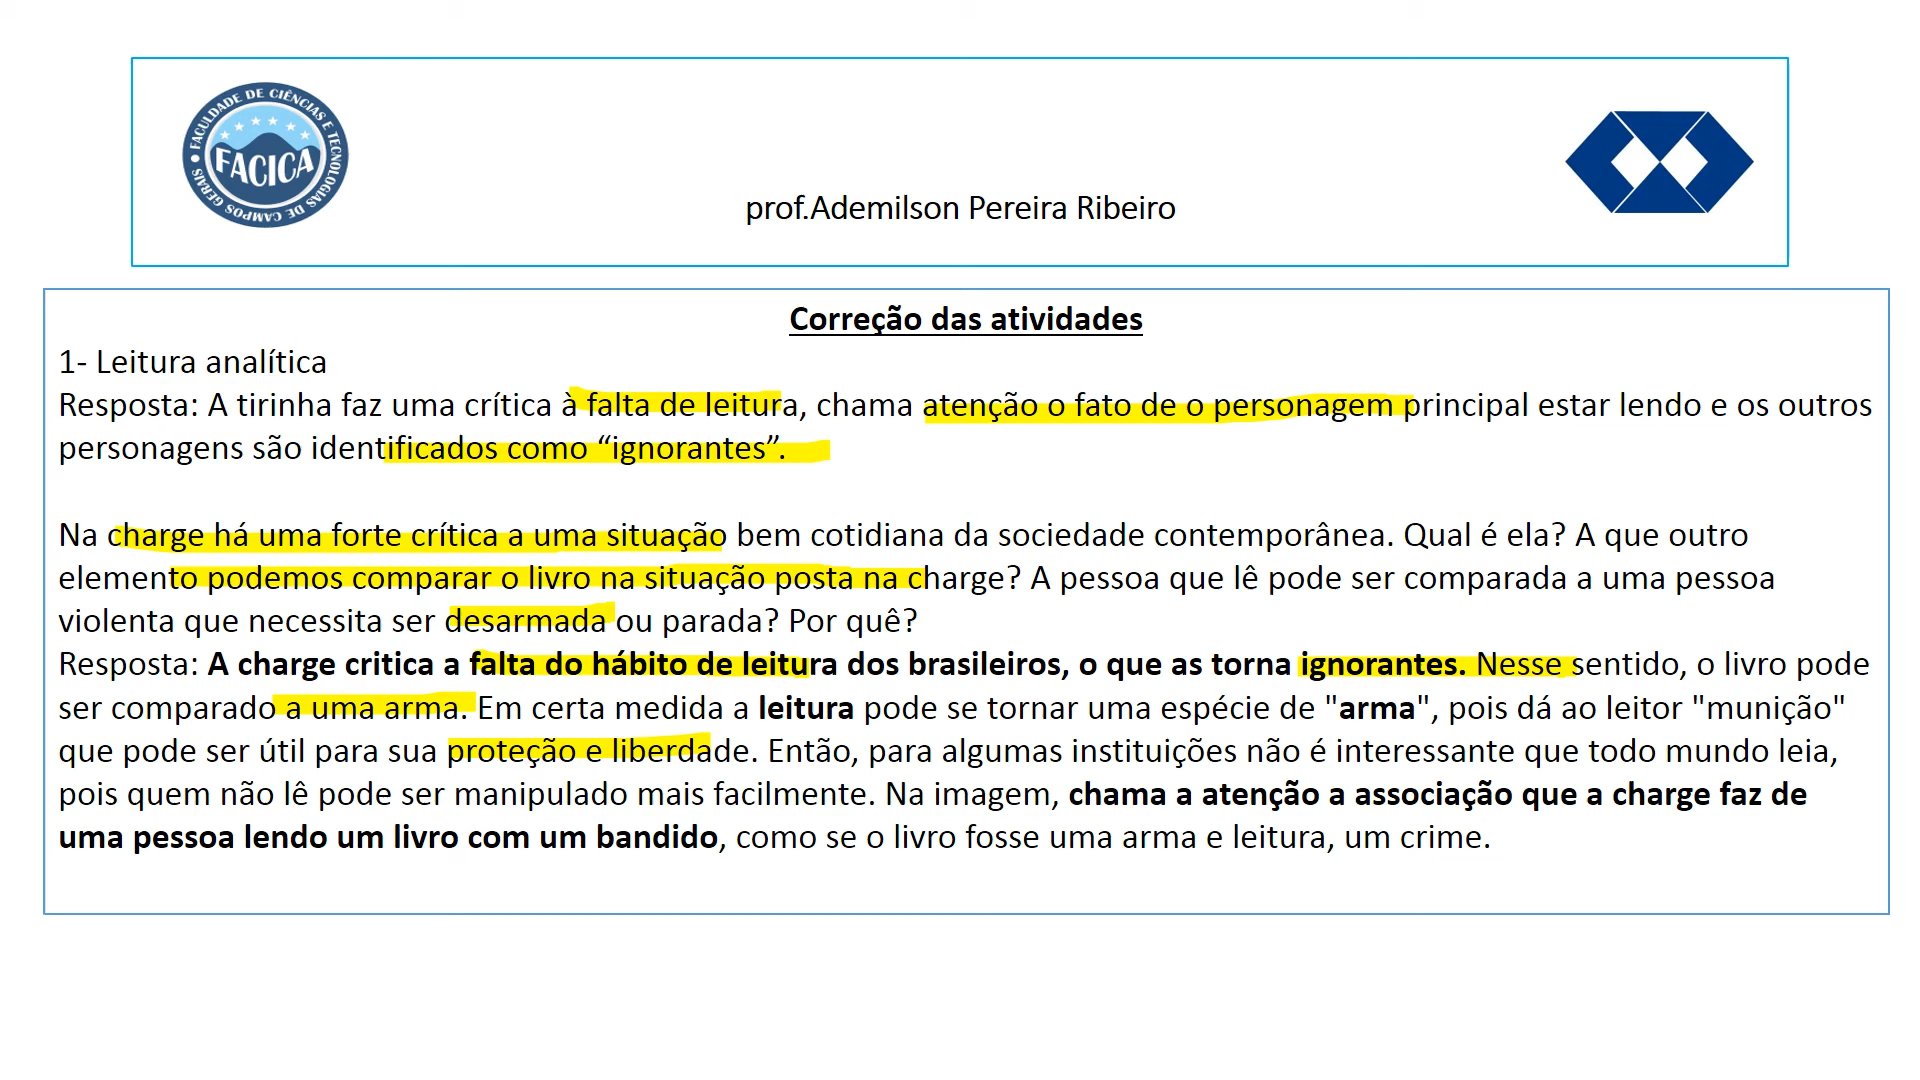 FACULDADE DE CIÊNCIAS E TECNOLOGIAS DE CAMPOS GERAIS
FACICA
prof.Ademilson Pereira Ribeiro
Correção das atividades
1- Leitura analítica
Resposta: A tirinha faz uma crítica à falta de leitura, chama atenção o fato de o personagem principal estar lendo e os outros
personagens são identificados como “ignorantes”.
Na charge há uma forte crítica a uma situação bem cotidiana da sociedade contemporânea. Qual é ela? A que outro
elemento podemos comparar o livro na situação posta na charge? A pessoa que lê pode ser comparada a uma pessoa
violenta que necessita ser desarmada ou parada? Por quê?
Resposta: A charge critica a falta do hábito de leitura dos brasileiros, o que as torna ignorantes. Nesse sentido, o livro pode
ser comparado a uma arma. Em certa medida a leitura pode se tornar uma espécie de "arma", pois dá ao leitor "munição"
que pode ser útil para sua proteção e liberdade. Então, para algumas instituições não é interessante que todo mundo leia,
pois quem não lê pode ser manipulado mais facilmente. Na imagem, chama a atenção a associação que a charge faz de
uma pessoa lendo um livro com um bandido, como se o livro fosse uma arma e leitura, um crime.